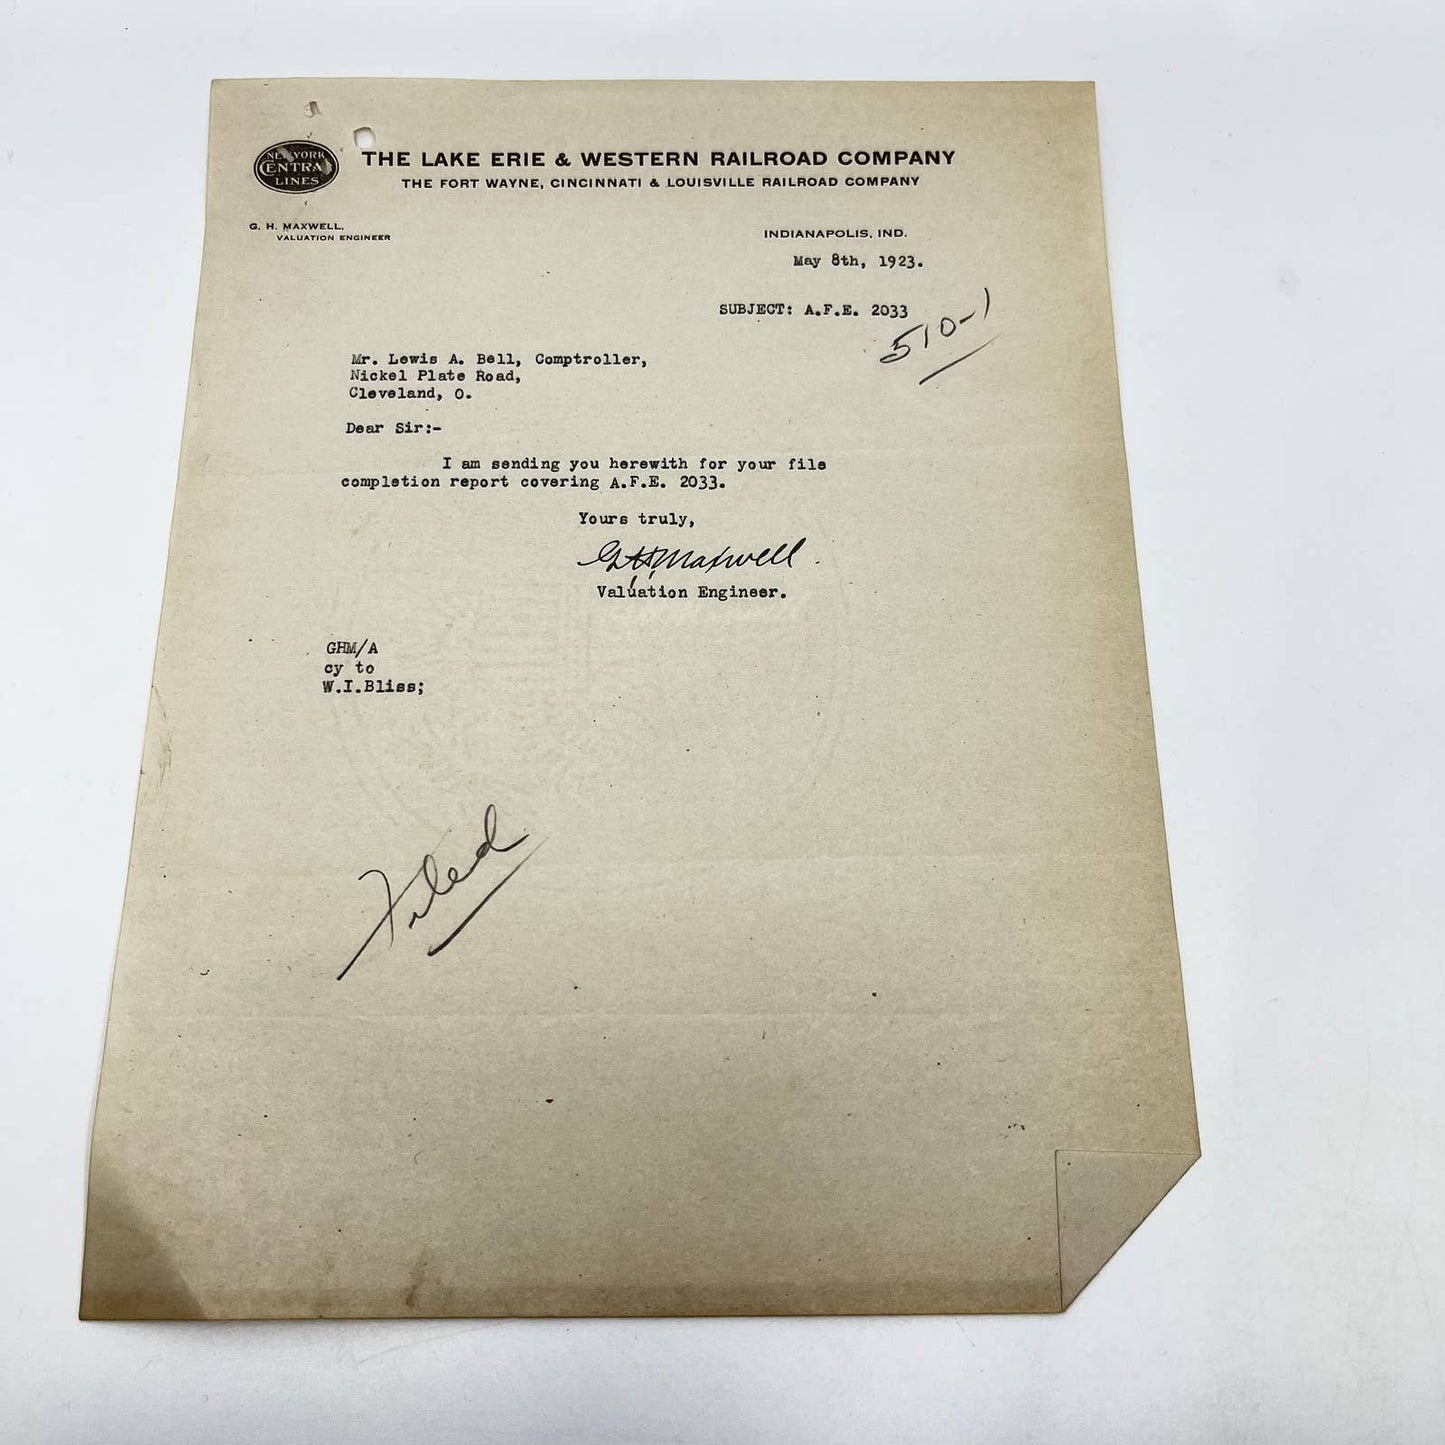 NEW YORK
CENTRAL
LINES
THE LAKE ERIE & WESTERN RAILROAD COMPANY
THE FORT WAYNE, CINCINNATI & LOUISVILLE RAILROAD COMPANY
G. H. MAXWELL,
VALUATION ENGINEER
INDIANAPOLIS, IND.
May 8th, 1923.
SUBJECT: A.F.E. 2033
510-1
Mr. Lewis A. Bell, Comptroller,
Nickel Plate Road,
Cleveland, O.
Dear Sir:-
I am sending you herewith for your file
completion report covering A.F.E. 2033.
Yours truly,
GHMaxwell.
Valuation Engineer.
GHM/A
cy to
W.I.Bliss;
Filed